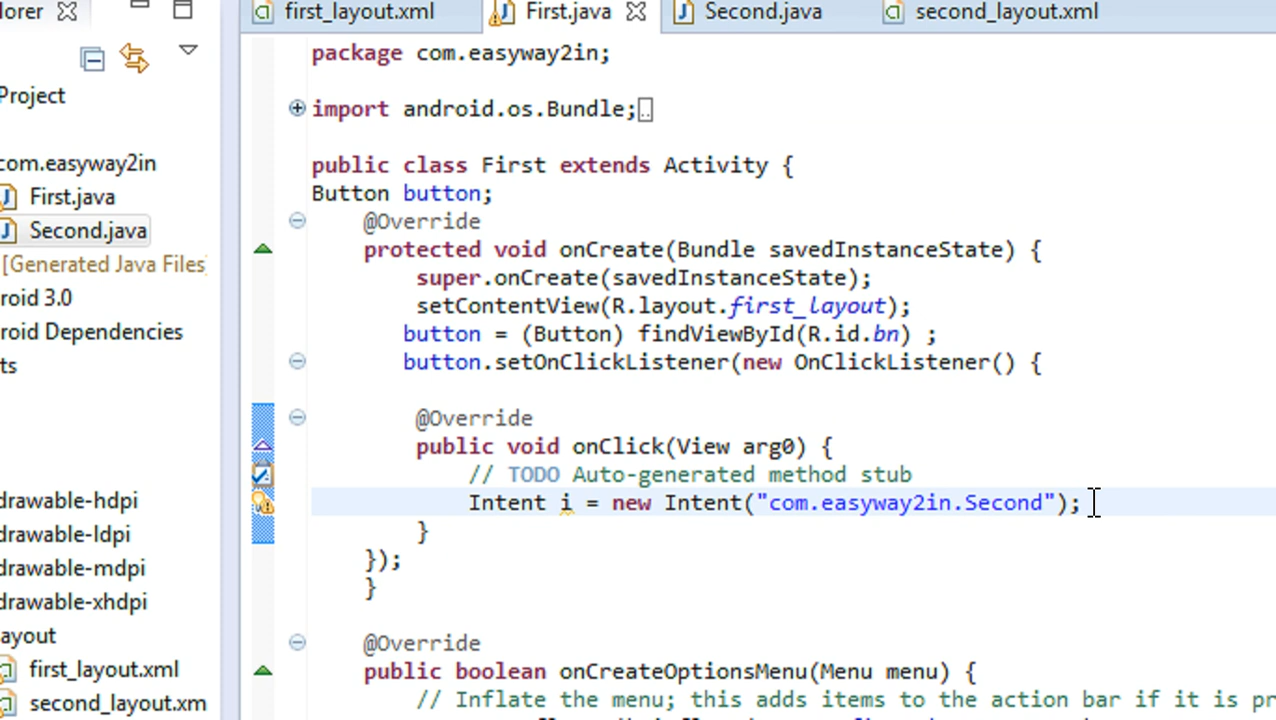 lorer
first_layout.xml
First.java
Second.java
second_layout.xml
Project
com.easyway2in
First.java
Second.java
[Generated Java Files]
roid 3.0
roid Dependencies
ts
drawable-hdpi
drawable-ldpi
drawable-mdpi
drawable-xhdpi
ayout
first_layout.xml
second_layout.xm
package com.easyway2in;
import android.os.Bundle;
public class First extends Activity {
Button button;
@Override
protected void onCreate(Bundle savedInstanceState) {
super.onCreate(savedInstanceState);
setContentView(R.layout.first_layout);
button = (Button) findViewById(R.id.bn) ;
button.setOnClickListener(new OnClickListener() {
@Override
public void onClick(View arg0) {
// TODO Auto-generated method stub
Intent i = new Intent("com.easyway2in.Second");
}
});
}
@Override
public boolean onCreateOptionsMenu(Menu menu) {
// Inflate the menu; this adds items to the action bar if it is pr